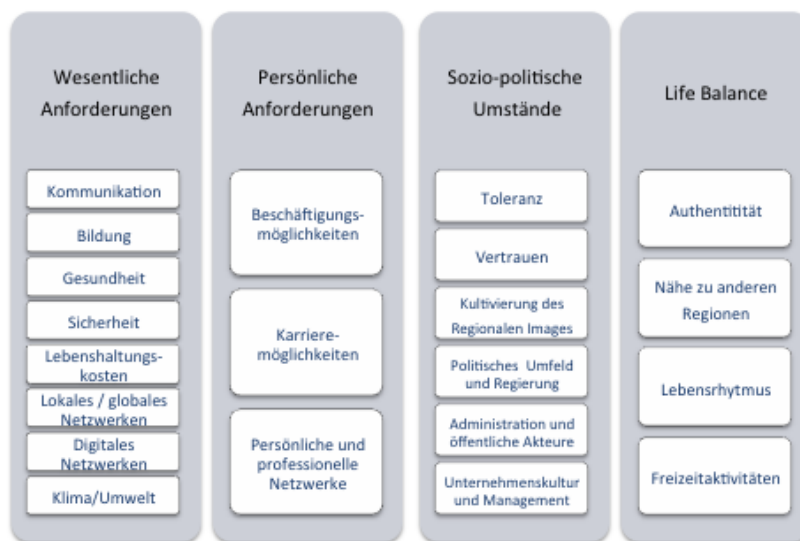 Wesentliche
Anforderungen
Kommunikation
Bildung
Gesundheit
Sicherheit
Lebenshaltungs-
kosten
Lokales / globales
Netzwerken
Digitales
Netzwerken
Klima/Umwelt
Persönliche
Anforderungen
Beschäftigungs-
möglichkeiten
Karriere-
möglichkeiten
Persönliche und
professionelle
Netzwerke
Sozio-politische
Umstände
Toleranz
Vertrauen
Kultivierung des
Regionalen Images
Politisches Umfeld
und Regierung
Administration und
öffentliche Akteure
Unternehmenskultur
und Management
Life Balance
Authentitität
Nähe zu anderen
Regionen
Lebensrhytmus
Freizeitaktivitäten